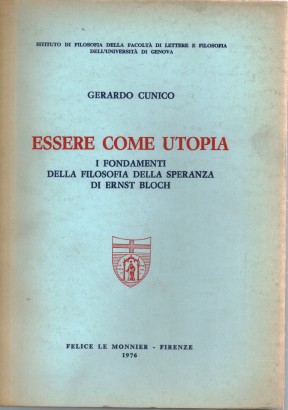 ISTITUTO DI FILOSOFIA DELLA FACOLTÀ DI LETTERE E FILOSOFIA
DELL'UNIVERSITÀ DI GENOVA
GERARDO CUNICO
ESSERE COME UTOPIA
I FONDAMENTI
DELLA FILOSOFIA DELLA SPERANZA
DI ERNST BLOCH
FELICE LE MONNIER - FIRENZE
1976